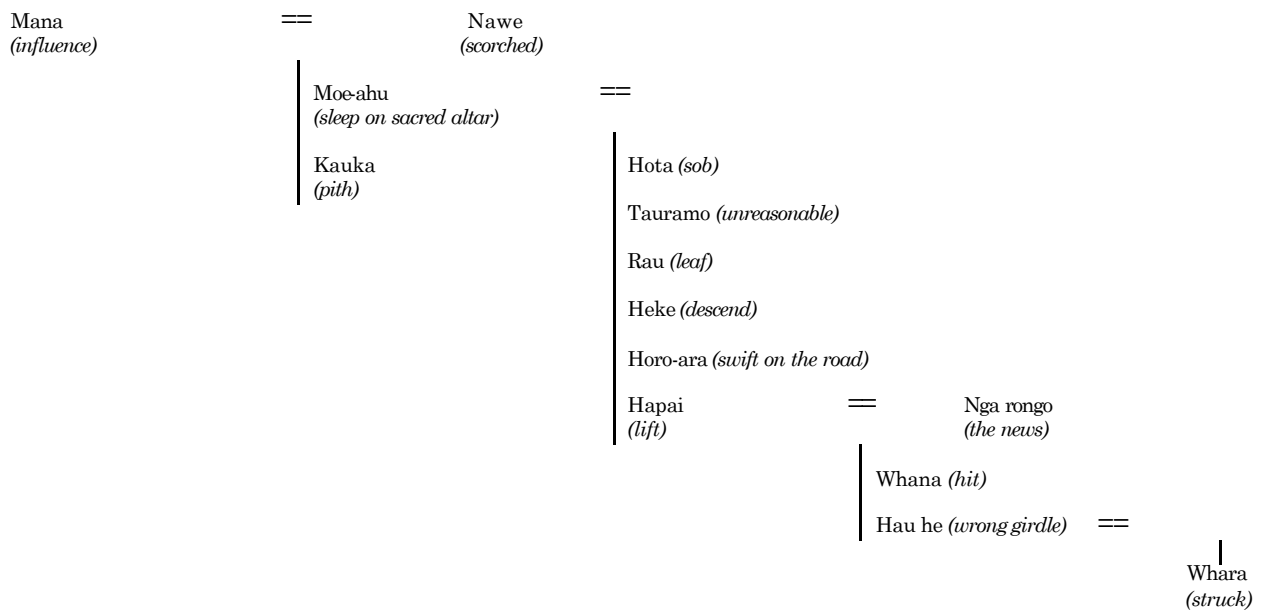 Mana == Nawe
(influence) (scorched)
Moe-ahu ==
(sleep on sacred altar)
Kauka Hota (sob)
(pith)
Tauramo (unreasonable)
Rau (leaf)
Heke (descend)
Horo-ara (swift on the road)
Hapai == Nga rongo
(lift) (the news)
Whana (hit)
Hau he (wrong girdle) ==
Whara
(struck)